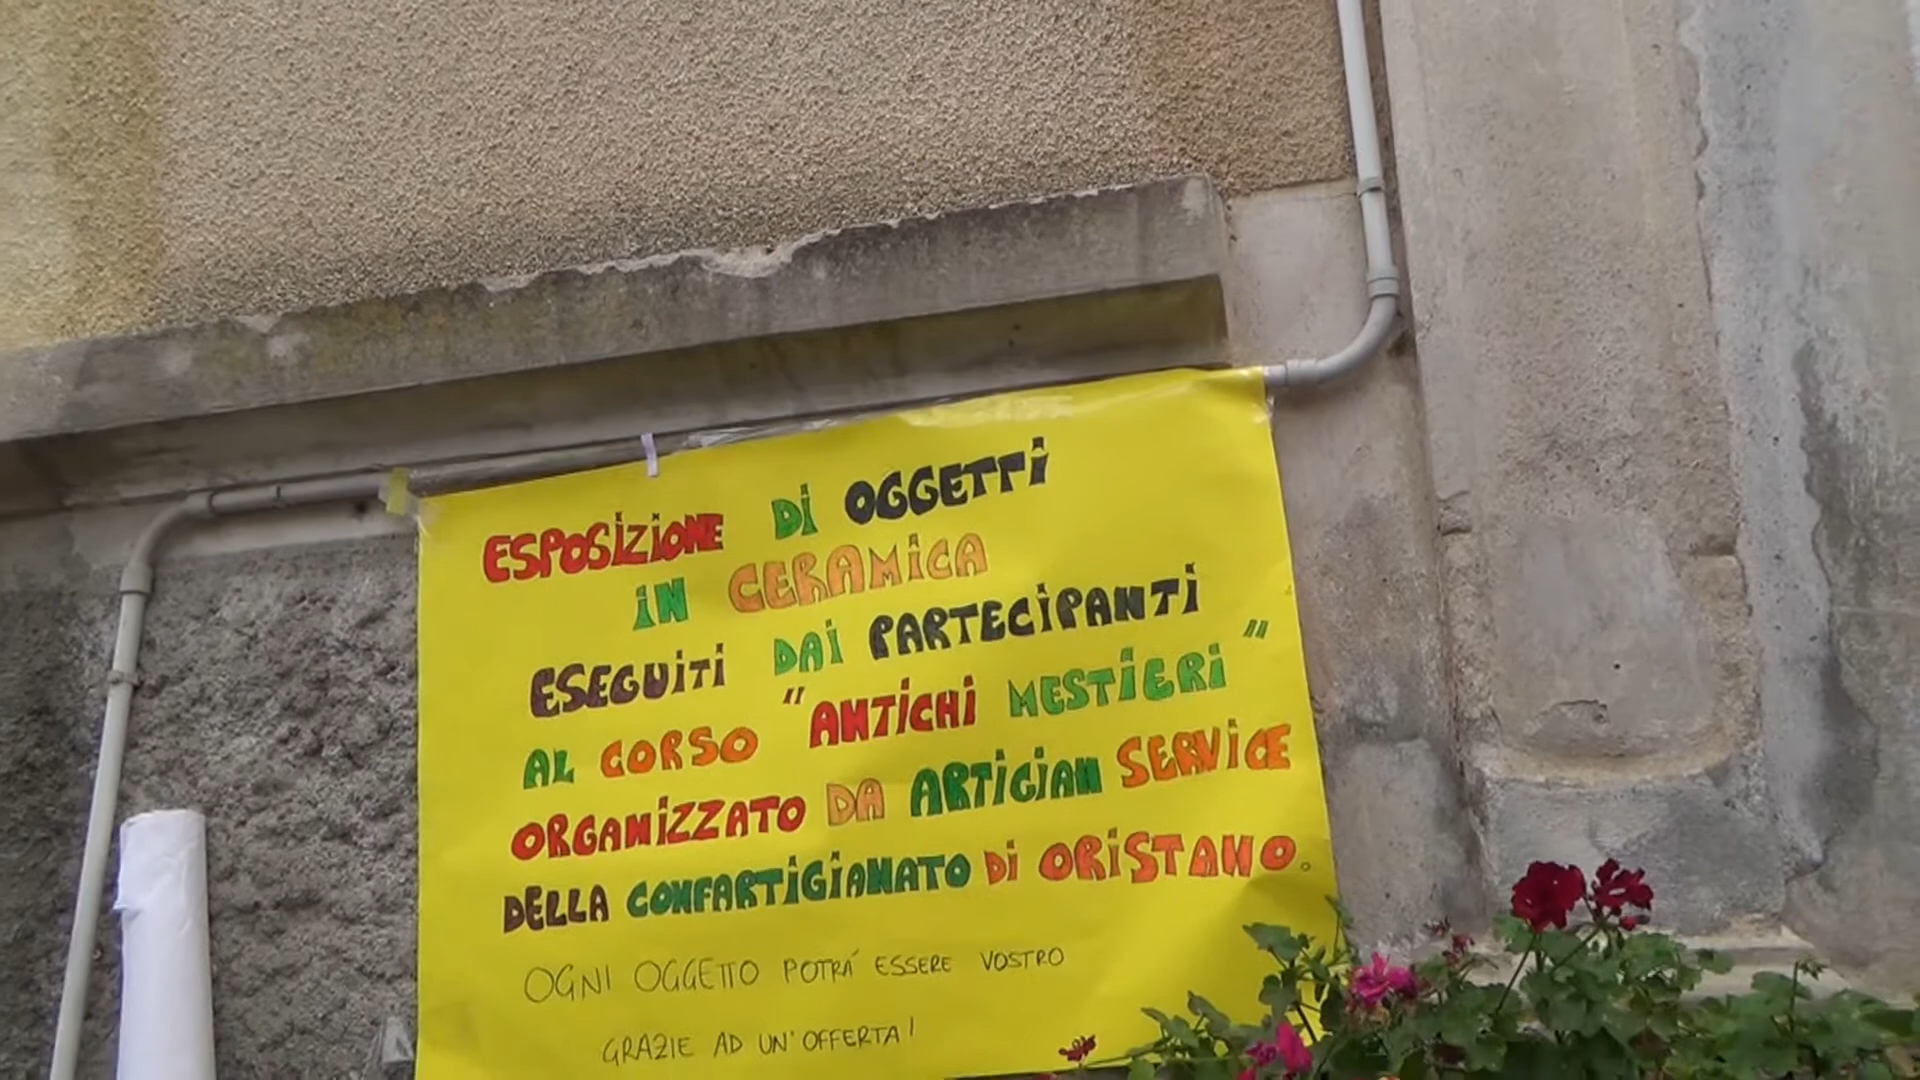 ESPOSIZIONE DI OGGETTI
IN CERAMICA
ESEGUITI DAI PARTECIPANTI
AL CORSO "ANTICHI MESTIERI"
ORGANIZZATO DA ARTIGIAN SERVICE
DELLA CONFARTIGIANATO DI ORISTANO.
OGNI OGGETTO POTRÁ ESSERE VOSTRO
GRAZIE AD UN'OFFERTA!